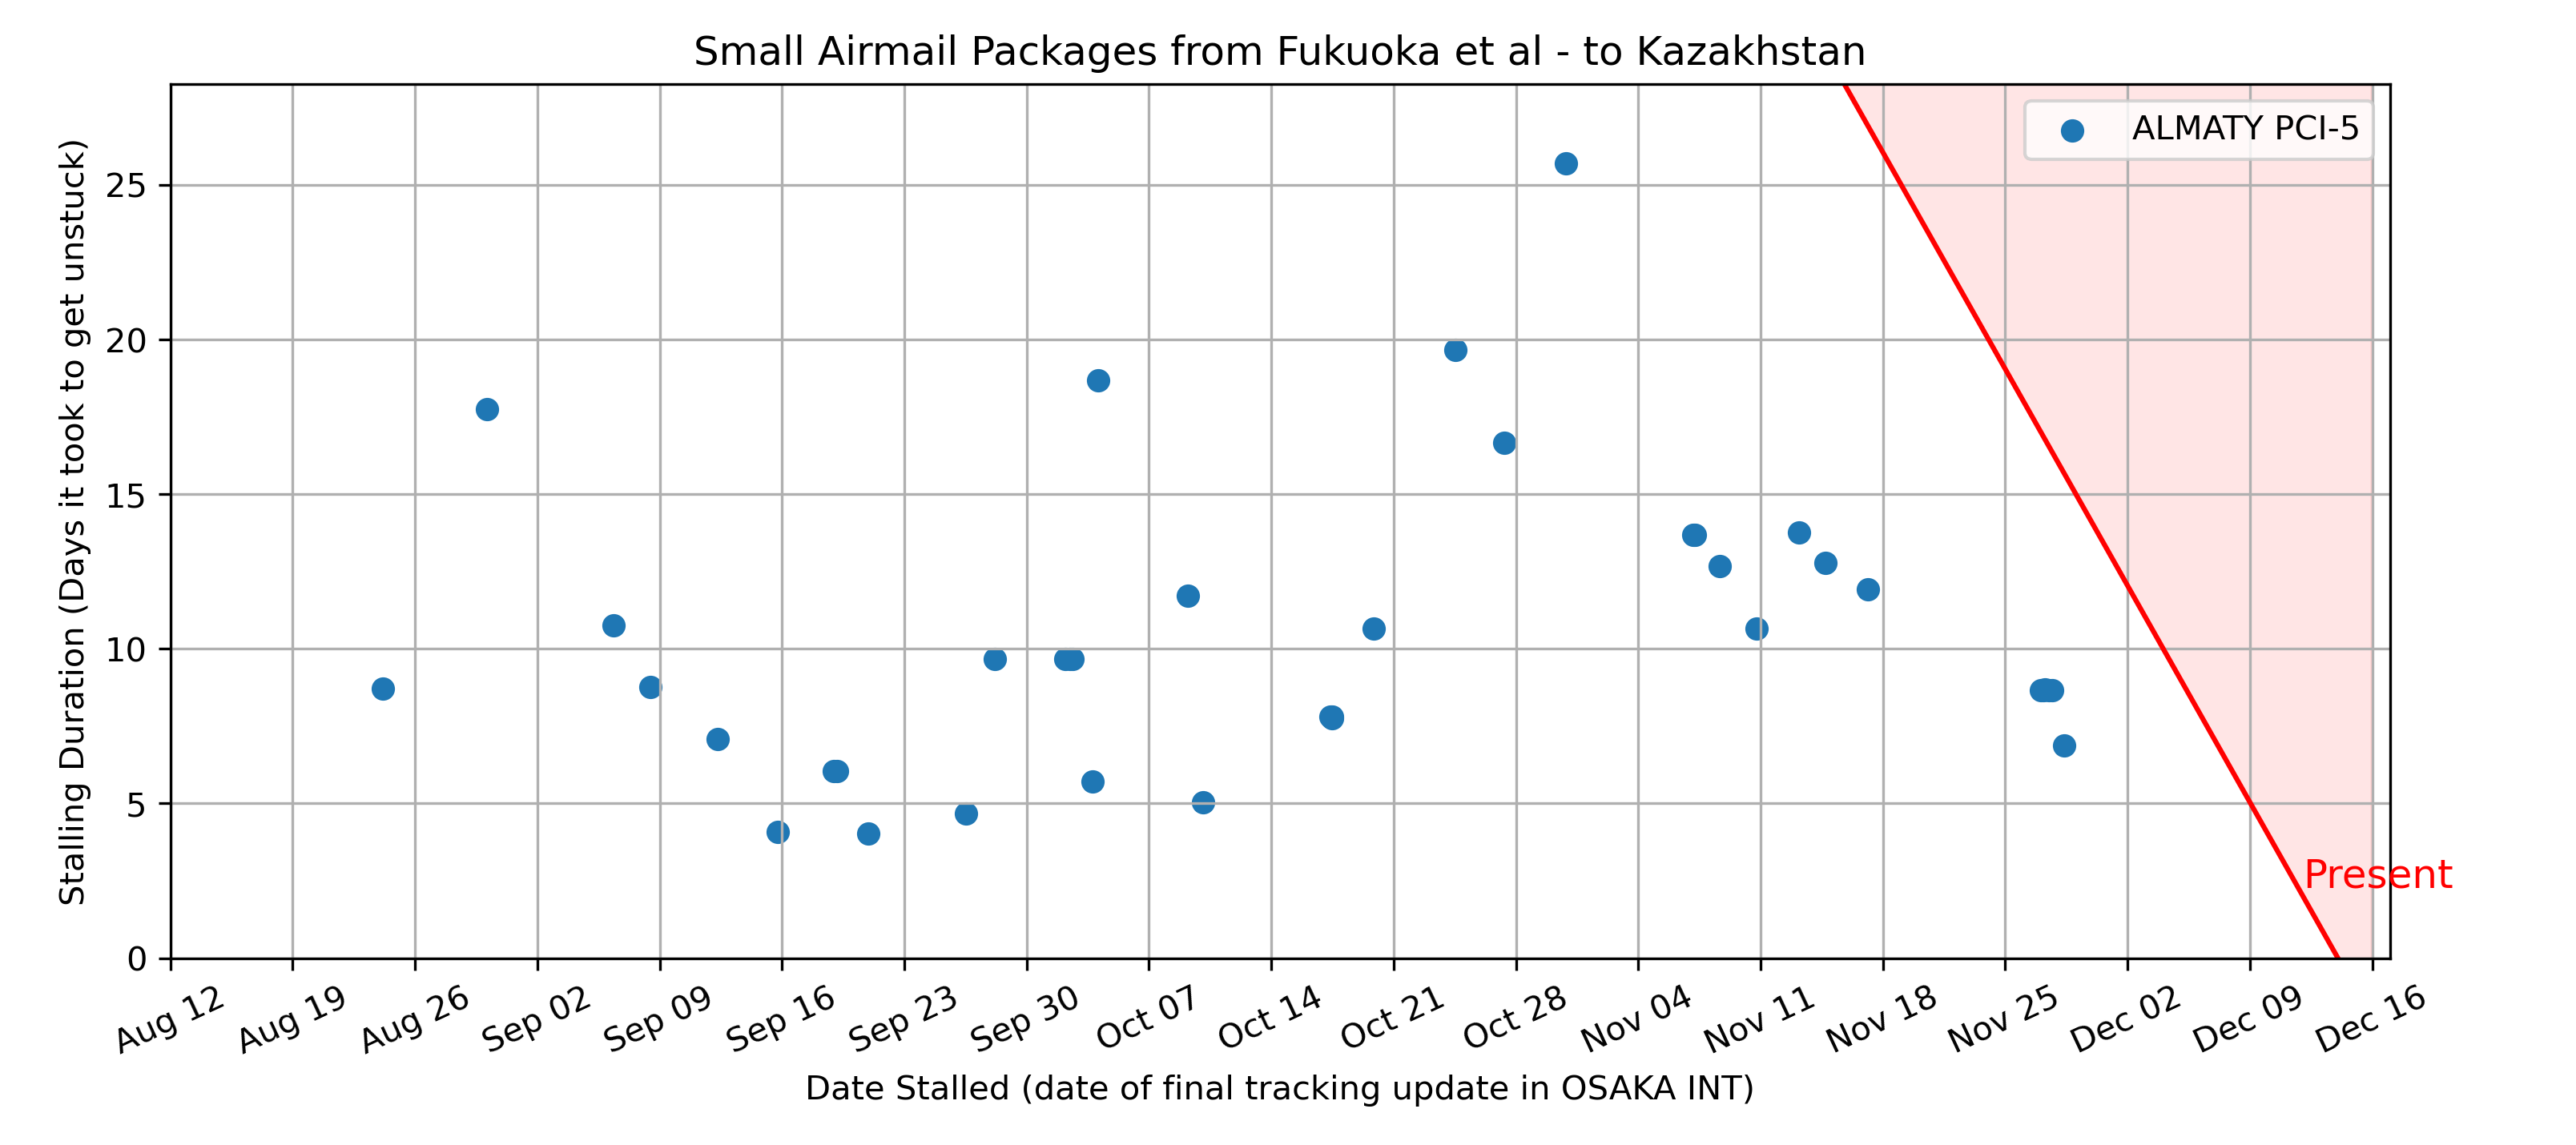 Small Airmail Packages from Fukuoka et al - to Kazakhstan
ALMATY PCI-5
Stalling Duration (Days it took to get unstuck)
25
20
15
10
5
0
Present
Aug 12
Aug 19
Aug 26
Sep 02
Sep 09
Sep 16
Sep 23
Sep 30
Oct 07
Oct 14
Oct 21
Oct 28
Nov 04
Nov 11
Nov 18
Nov 25
Dec 02
Dec 09
Dec 16
Date Stalled (date of final tracking update in OSAKA INT)